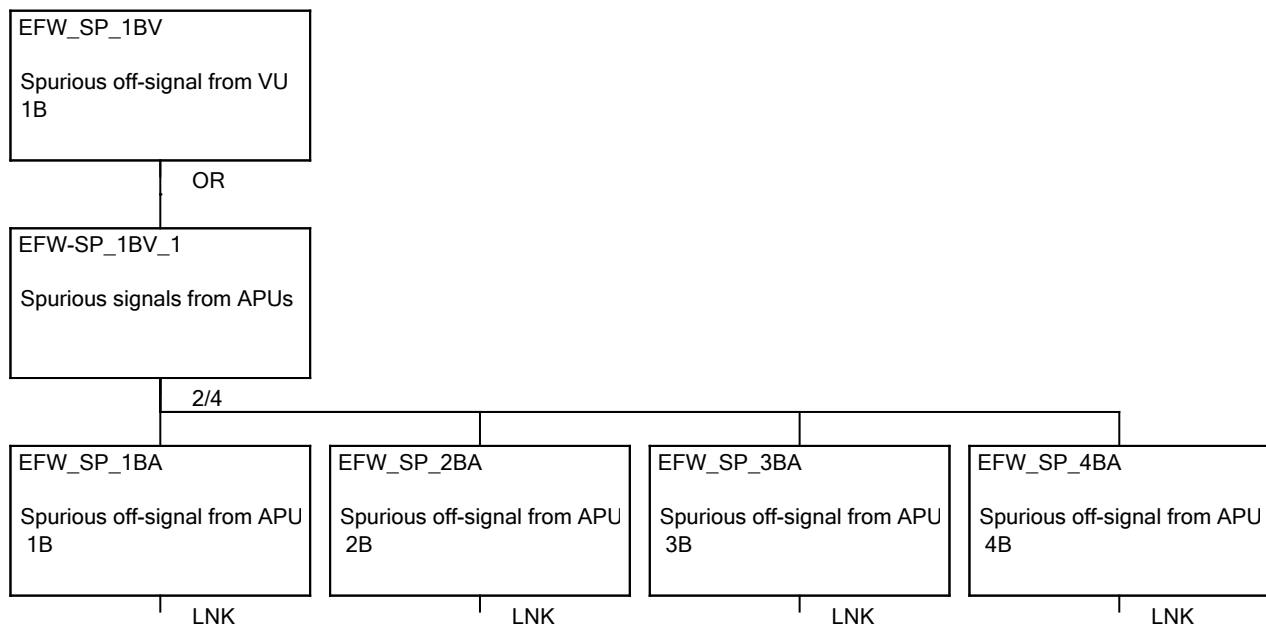 EFW_SP_1BV
Spurious off-signal from VU
1B
OR
EFW-SP_1BV_1
Spurious signals from APUs
2/4
EFW_SP_1BA
Spurious off-signal from APU
1B
LNK
EFW_SP_2BA
Spurious off-signal from APU
2B
LNK
EFW_SP_3BA
Spurious off-signal from APU
3B
LNK
EFW_SP_4BA
Spurious off-signal from APU
4B
LNK